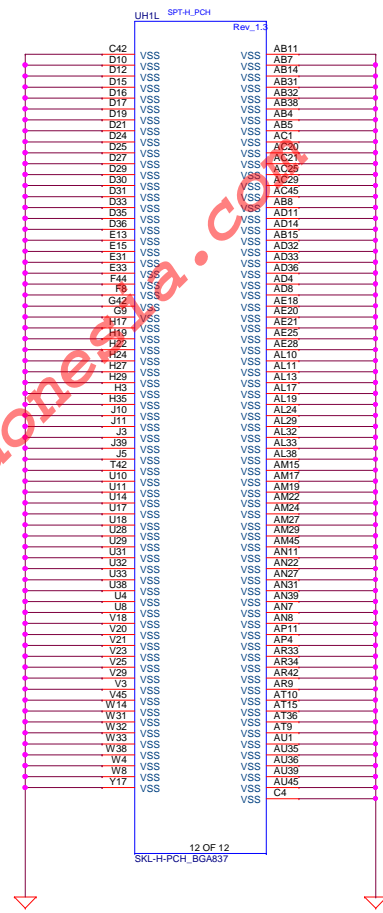 UH1L SPT-H_PCH
Rev_1.3
C42 VSS VSS AB11
D10 VSS VSS AB7
D12 VSS VSS AB14
D15 VSS VSS AB31
D16 VSS VSS AB32
D17 VSS VSS AB38
D19 VSS VSS AB4
D21 VSS VSS AB5
D24 VSS VSS AC1
D25 VSS VSS AC20
D27 VSS VSS AC21
D29 VSS VSS AC25
D30 VSS VSS AC29
D31 VSS VSS AC45
D33 VSS VSS AB8
D35 VSS VSS AD11
D36 VSS VSS AD14
E13 VSS VSS AB15
E15 VSS VSS AD32
E31 VSS VSS AD33
E33 VSS VSS AD36
F44 VSS VSS AD4
F8 VSS VSS AD8
G42 VSS VSS AE18
G9 VSS VSS AE20
H17 VSS VSS AE21
H19 VSS VSS AE25
H22 VSS VSS AE28
H24 VSS VSS AL10
H27 VSS VSS AL11
H29 VSS VSS AL13
H3 VSS VSS AL17
H35 VSS VSS AL19
J10 VSS VSS AL24
J11 VSS VSS AL29
J3 VSS VSS AL32
J39 VSS VSS AL33
J5 VSS VSS AL38
T42 VSS VSS AM15
U10 VSS VSS AM17
U11 VSS VSS AM19
U14 VSS VSS AM22
U17 VSS VSS AM24
U18 VSS VSS AM27
U28 VSS VSS AM29
U29 VSS VSS AM45
U31 VSS VSS AN11
U32 VSS VSS AN22
U33 VSS VSS AN27
U38 VSS VSS AN31
U4 VSS VSS AN39
U8 VSS VSS AN7
V18 VSS VSS AN8
V20 VSS VSS AP11
V21 VSS VSS AP4
V23 VSS VSS AR33
V25 VSS VSS AR34
V29 VSS VSS AR42
V3 VSS VSS AR9
V45 VSS VSS AT10
W14 VSS VSS AT15
W31 VSS VSS AT36
W32 VSS VSS AT9
W33 VSS VSS AU1
W38 VSS VSS AU35
W4 VSS VSS AU36
W8 VSS VSS AU39
Y17 VSS VSS AU45
VSS C4
12 OF 12
SKL-H-PCH_BGA837
onesia.com